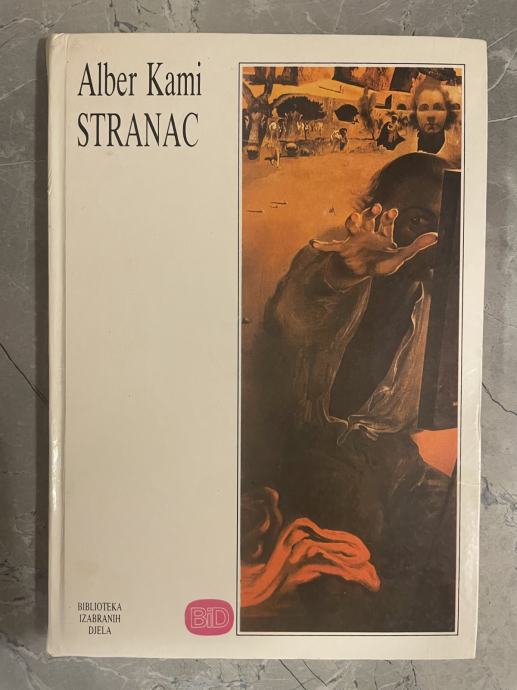 Alber Kami
STRANAC
BIBLIOTEKA
IZABRANIH
DJELA
BiD